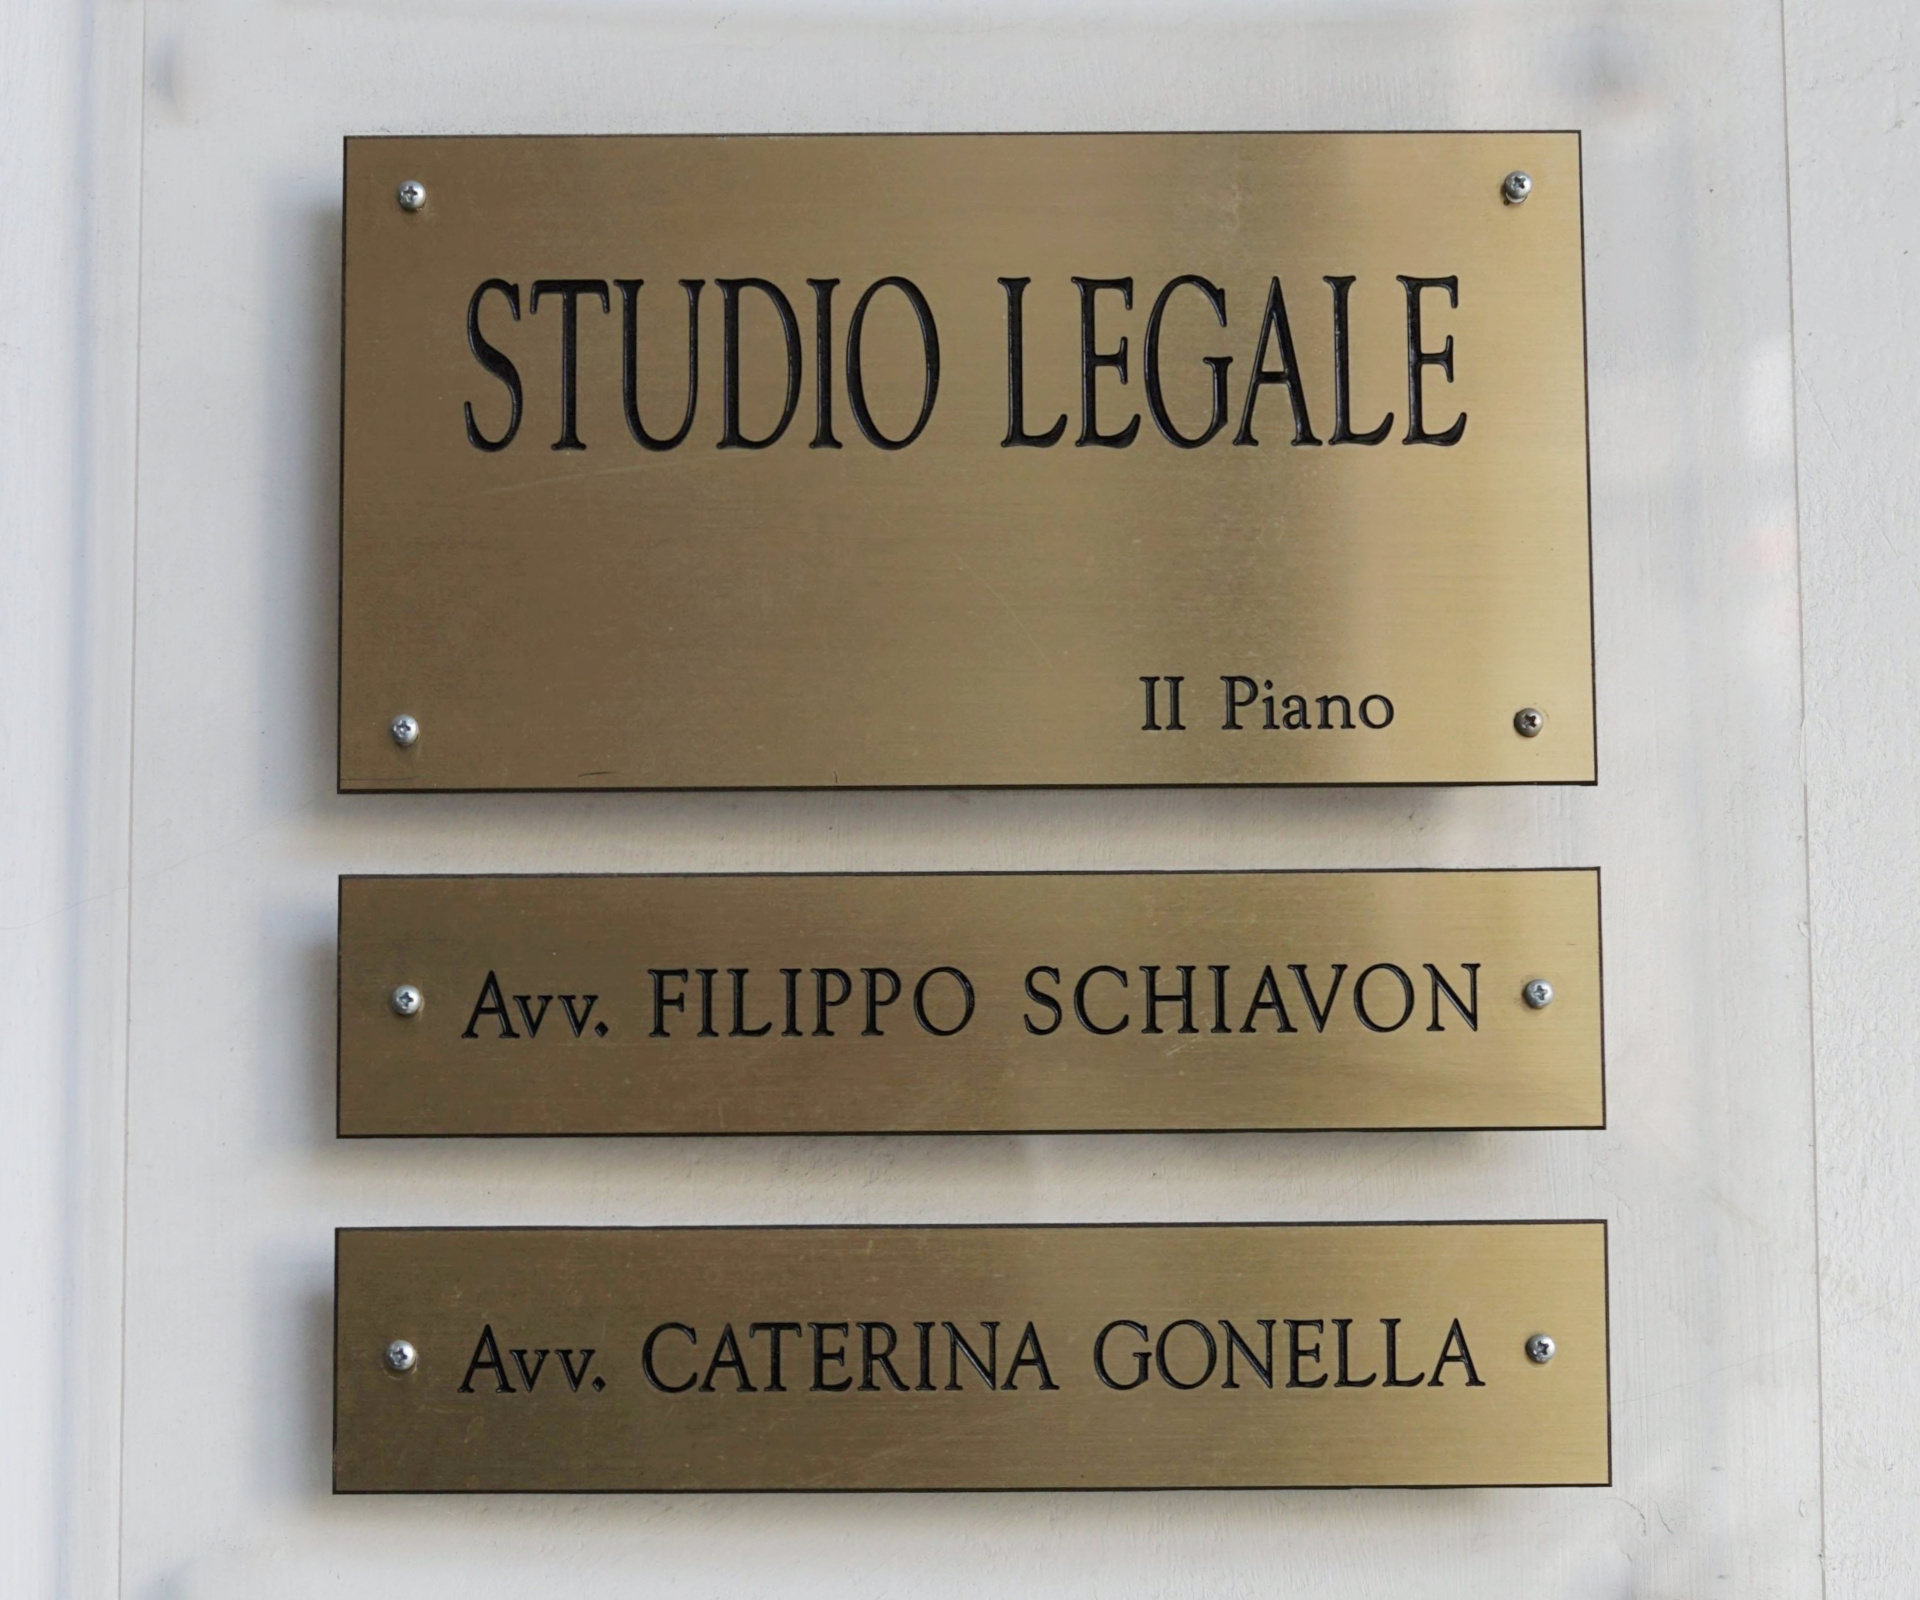 STUDIO LEGALE
II Piano
Avv. FILIPPO SCHIAVON
Avv. CATERINA GONELLA